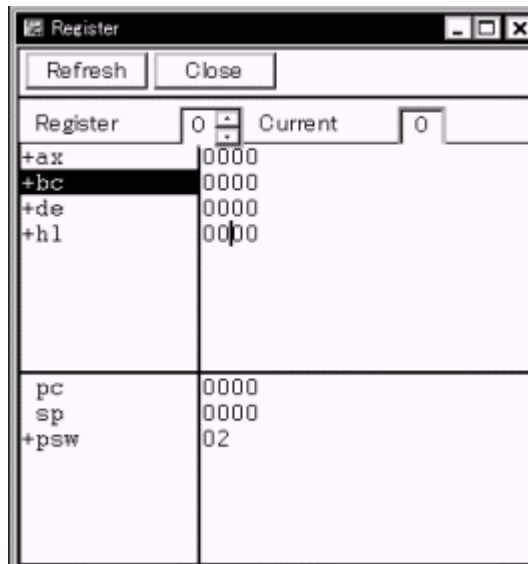 Register
Refresh Close
Register 0 Current 0
+ax 0000
+bc 0000
+de 0000
+hl 0000
pc 0000
sp 0000
+psw 02